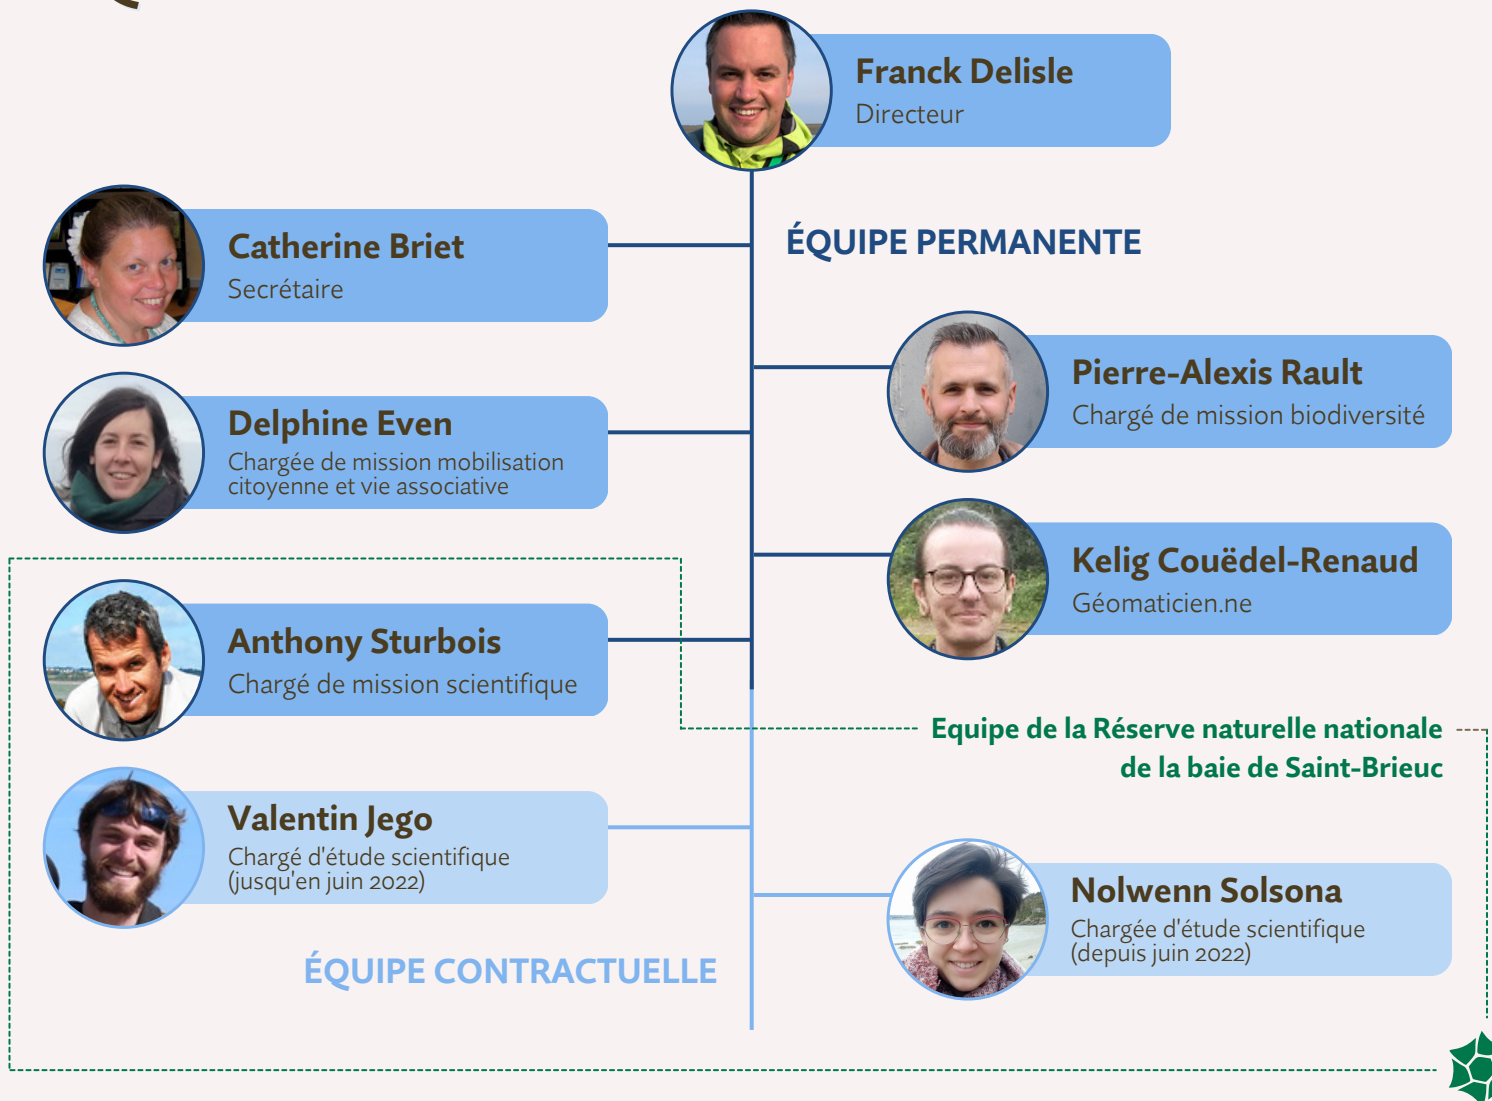 Franck Delisle
Directeur
ÉQUIPE PERMANENTE
Catherine Briet
Secrétaire
Pierre-Alexis Rault
Chargé de mission biodiversité
Delphine Even
Chargée de mission mobilisation
citoyenne et vie associative
Kelig Couëdel-Renaud
Géomaticien.ne
Anthony Sturbois
Chargé de mission scientifique
Equipe de la Réserve naturelle nationale
de la baie de Saint-Brieuc
Valentin Jego
Chargé d'étude scientifique
(jusqu'en juin 2022)
Nolwenn Solsona
Chargée d'étude scientifique
(depuis juin 2022)
ÉQUIPE CONTRACTUELLE